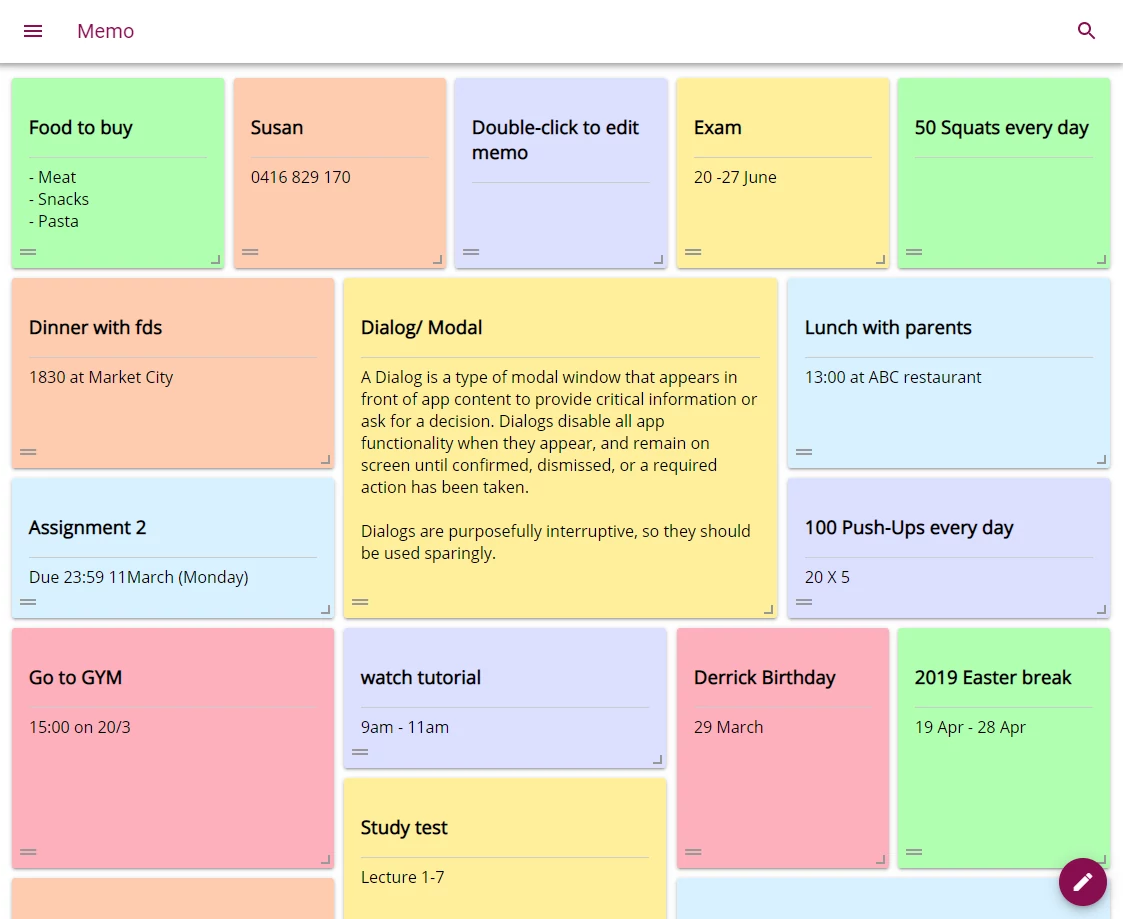 Memo
Food to buy
- Meat
- Snacks
- Pasta
Susan
0416 829 170
Double-click to edit
memo
Exam
20 -27 June
50 Squats every day
Dinner with fds
1830 at Market City
Dialog/ Modal
A Dialog is a type of modal window that appears in
front of app content to provide critical information or
ask for a decision. Dialogs disable all app
functionality when they appear, and remain on
screen until confirmed, dismissed, or a required
action has been taken.
Dialogs are purposefully interruptive, so they should
be used sparingly.
Lunch with parents
13:00 at ABC restaurant
Assignment 2
Due 23:59 11March (Monday)
100 Push-Ups every day
20 X 5
Go to GYM
15:00 on 20/3
watch tutorial
9am - 11am
Derrick Birthday
29 March
2019 Easter break
19 Apr - 28 Apr
Study test
Lecture 1-7